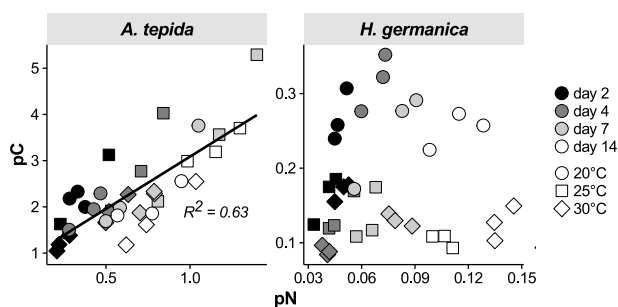 A. tepida
H. germanica
pC
5
4
3
2
1
R² = 0.63
0.5
1.0
0.3
0.2
0.1
0.03
0.06
0.09
0.12
0.15
pN
day 2
day 4
day 7
day 14
20°C
25°C
30°C